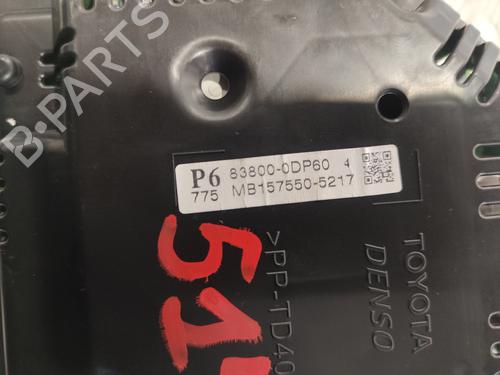 B-PARTS
P6 83800-0DP60 4
775 MB157550-5217
>PP-TD40
TOYOTA
DENSO